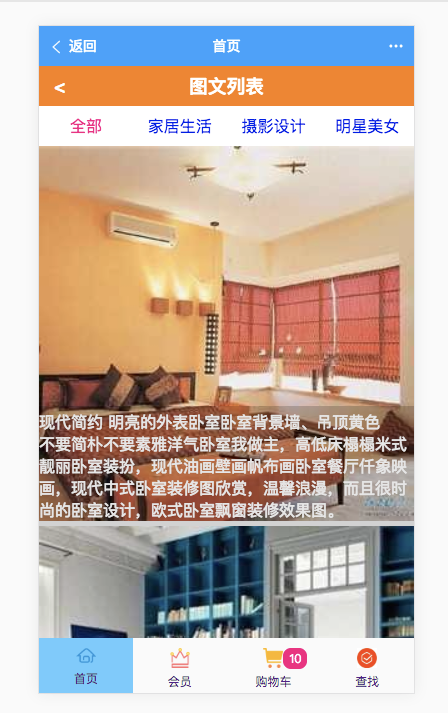 返回 首页 ···
< 图文列表
全部 家居生活 摄影设计 明星美女
现代简约 明亮的外表卧室卧室背景墙、吊顶黄色
不要简朴不要素雅洋气卧室我做主，高低床榻榻米式
靓丽卧室装扮，现代油画壁画帆布画卧室餐厅仟象映
画，现代中式卧室装修图欣赏，温馨浪漫，而且很时
尚的卧室设计，欧式卧室飘窗装修效果图。
10
首页 会员 购物车 查找